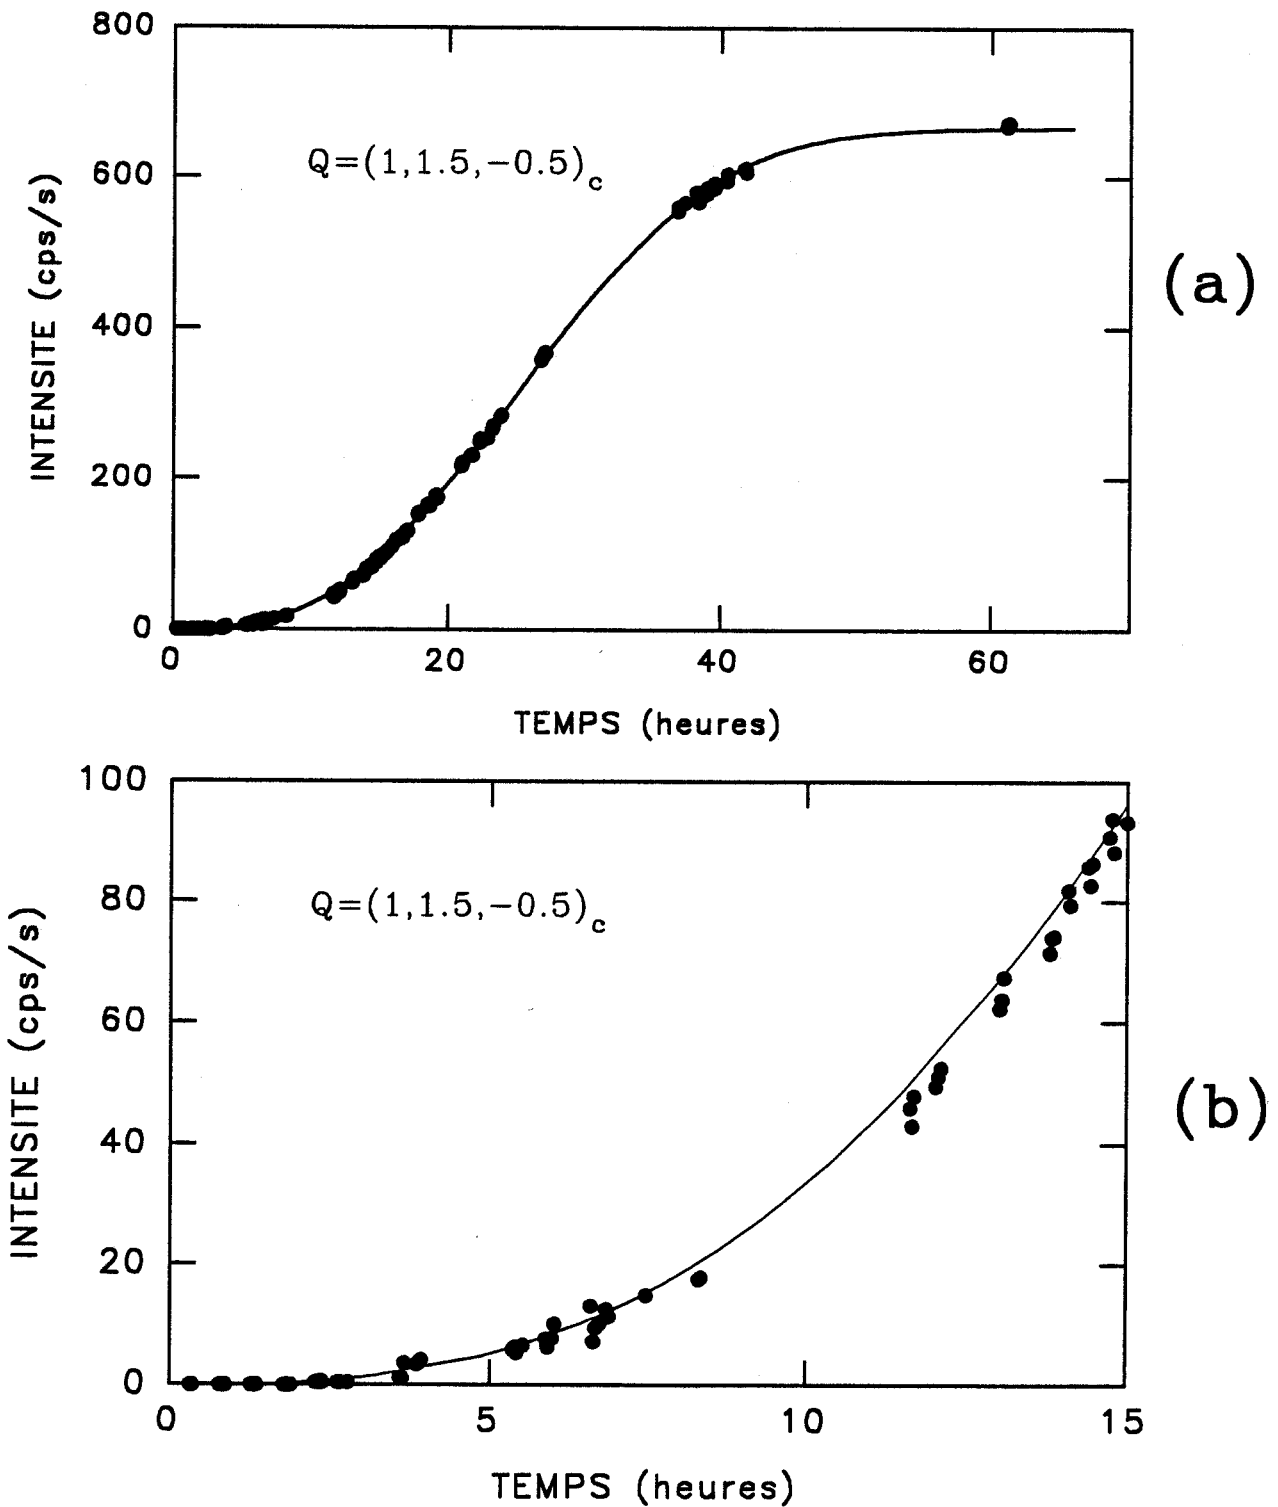 800
600
400
200
0
INTENSITE (cps/s)
Q=(1,1.5,-0.5)c
(a)
0 20 40 60
TEMPS (heures)
100
80
60
40
20
0
INTENSITE (cps/s)
Q=(1,1.5,-0.5)c
(b)
0 5 10 15
TEMPS (heures)